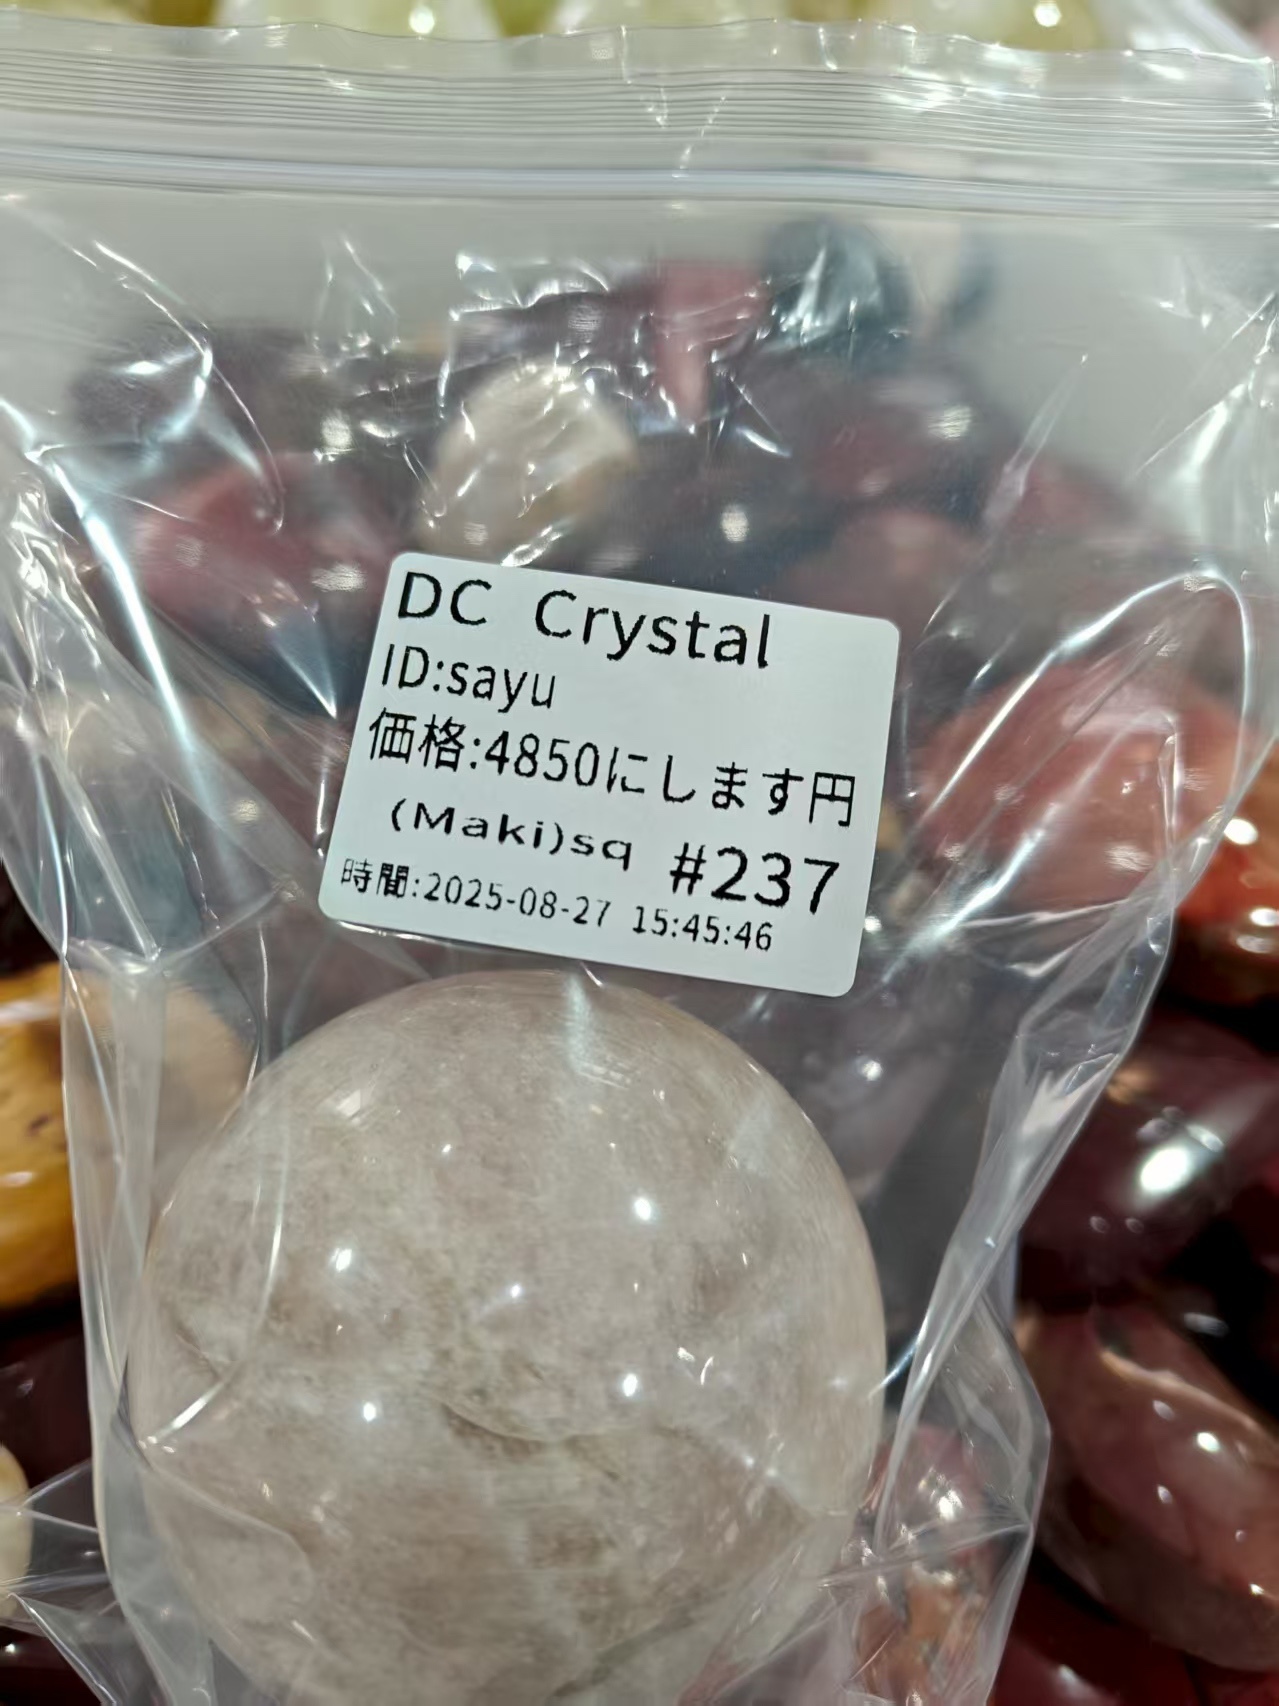 DC Crystal
ID:sayu
価格:4850にします円
(Maki)sq #237
時間:2025-08-27 15:45:46